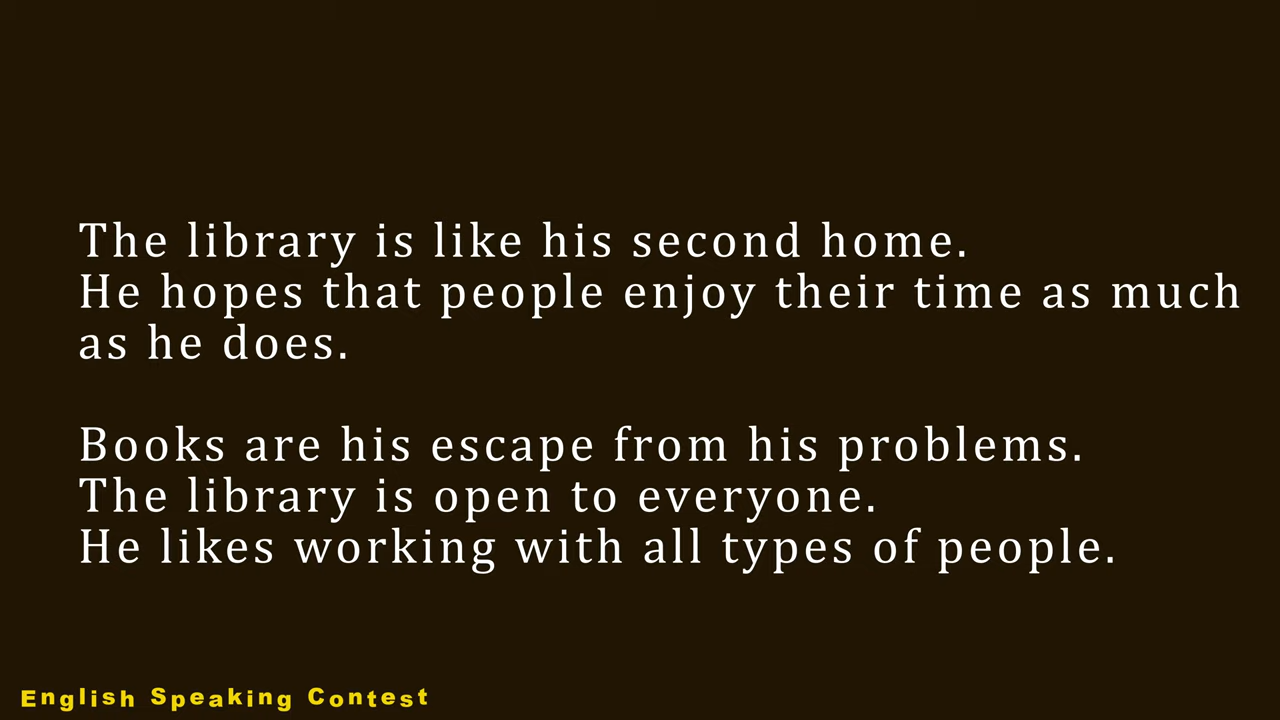 The library is like his second home.
He hopes that people enjoy their time as much
as he does.
Books are his escape from his problems.
The library is open to everyone.
He likes working with all types of people.
English Speaking Contest